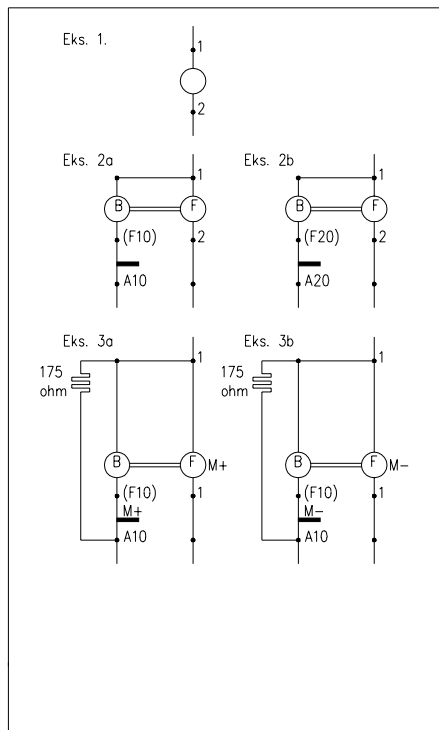 Eks. 1.
1
2
Eks. 2a
1
B
F
(F10)
2
A10
Eks. 2b
1
B
F
(F20)
2
A20
Eks. 3a
1
175
ohm
B
F
M+
(F10)
1
M+
A10
Eks. 3b
1
175
ohm
B
F
M-
(F10)
1
M-
A10